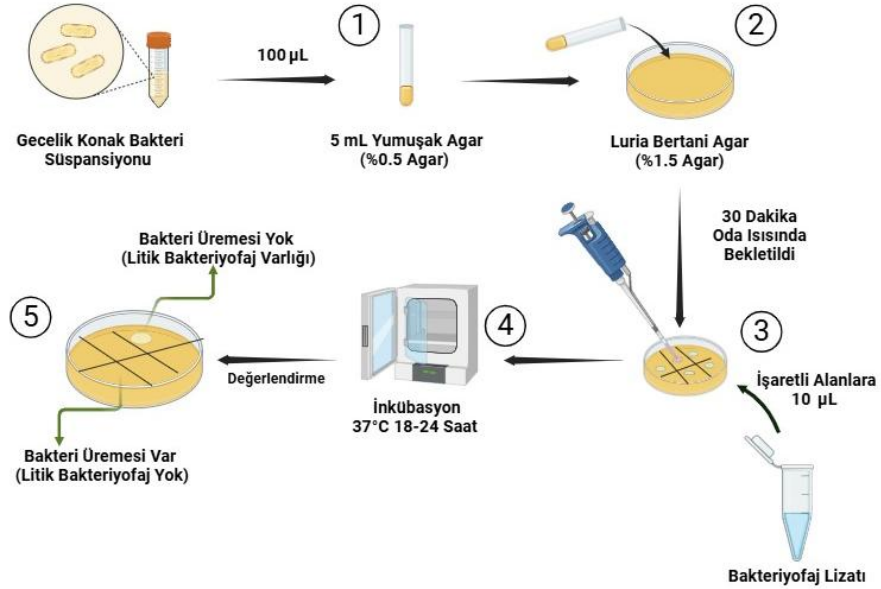 Gecelik Konak Bakteri
Süspansiyonu
100 µL
1
5 mL Yumuşak Agar
(%0.5 Agar)
2
Luria Bertani Agar
(%1.5 Agar)
30 Dakika
Oda Isısında
Bekletildi
3
İşaretli Alanlara
10 µL
Bakteriyofaj Lizatı
4
İnkübasyon
37°C 18-24 Saat
Değerlendirme
5
Bakteri Üremesi Yok
(Litik Bakteriyofaj Varlığı)
Bakteri Üremesi Var
(Litik Bakteriyofaj Yok)